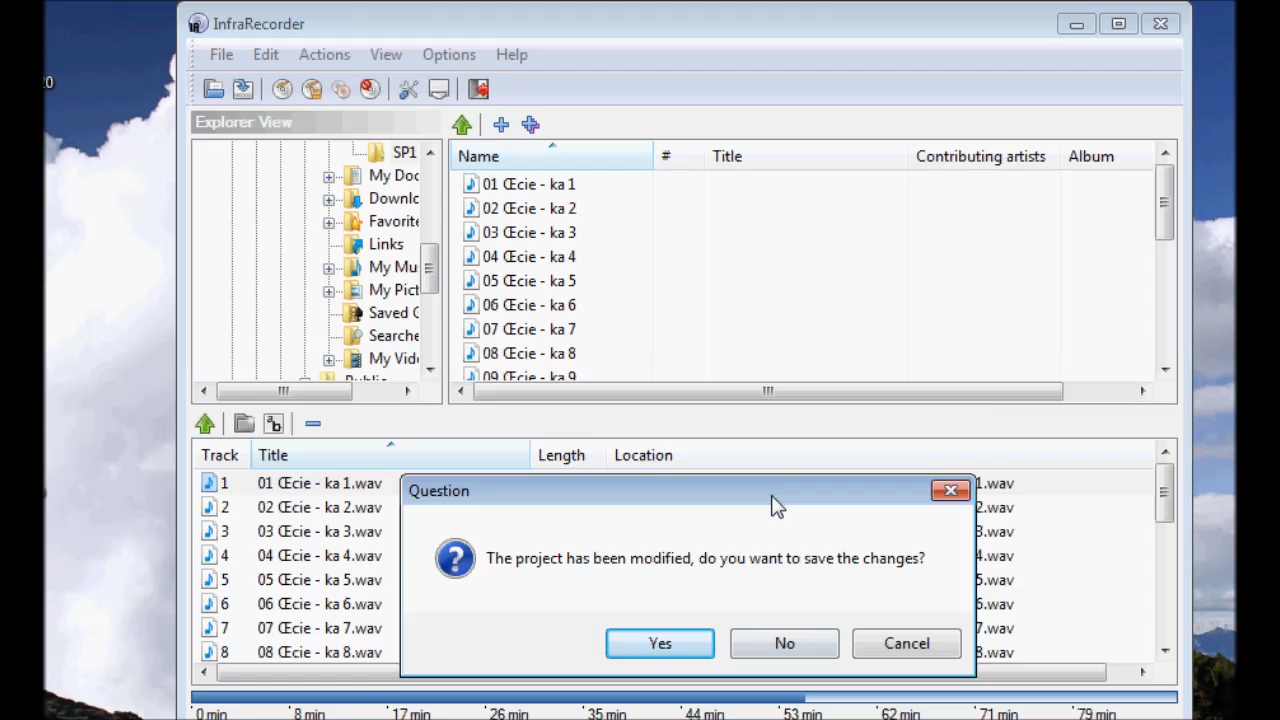 20
InfraRecorder
File Edit Actions View Options Help
Explorer View
SP1
My Doc
Downlo
Favorite
Links
My Mu
My Pict
Saved G
Searche
My Vide
Public
Name # Title Contributing artists Album
01 Œcie - ka 1
02 Œcie - ka 2
03 Œcie - ka 3
04 Œcie - ka 4
05 Œcie - ka 5
06 Œcie - ka 6
07 Œcie - ka 7
08 Œcie - ka 8
09 Œcie - ka 9
Track Title Length Location
1 01 Œcie - ka 1.wav 1.wav
2 02 Œcie - ka 2.wav 2.wav
3 03 Œcie - ka 3.wav 3.wav
4 04 Œcie - ka 4.wav 4.wav
5 05 Œcie - ka 5.wav 5.wav
6 06 Œcie - ka 6.wav 6.wav
7 07 Œcie - ka 7.wav 7.wav
8 08 Œcie - ka 8.wav 8.wav
Question
The project has been modified, do you want to save the changes?
Yes No Cancel
0 min 8 min 17 min 26 min 35 min 44 min 53 min 62 min 71 min 79 min